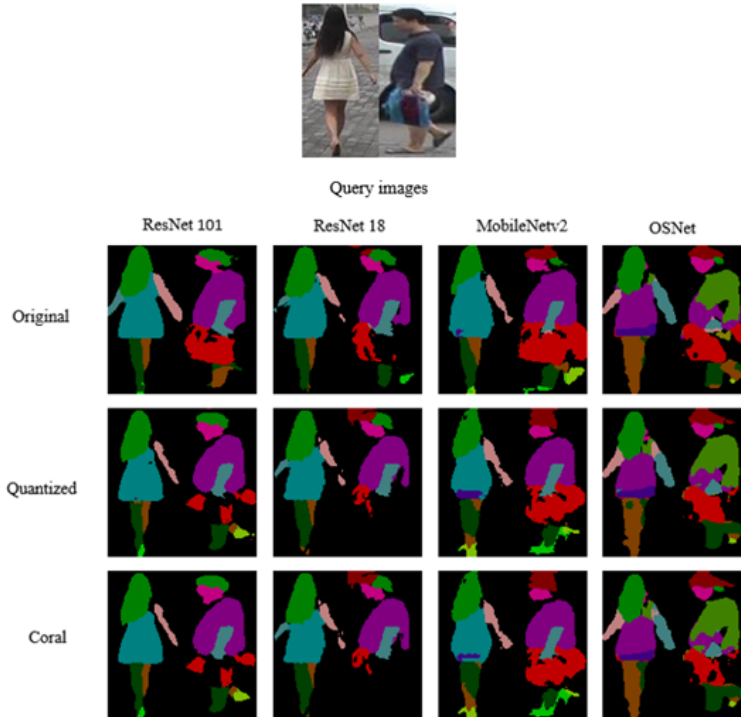 Query images
ResNet 101 ResNet 18 MobileNetv2 OSNet
Original
Quantized
Coral